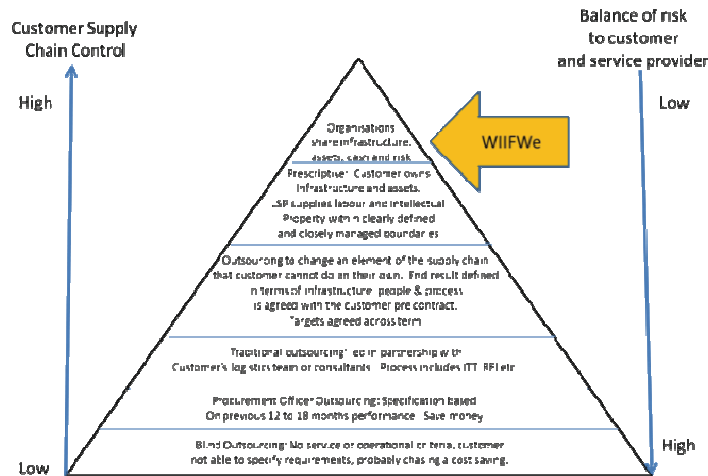 Customer Supply
Chain Control
Balance of risk
to customer
and service provider
High
Low
WIIFWe
Organisations
share infrastructure,
assets, cash and risk
Prescriptive: Customer owns
infrastructure and assets.
LSP supplies labour and Intellectual
Property within clearly defined
and closely managed boundaries
Outsourcing to change an element of the supply chain
that customer cannot do on their own. End result defined
in terms of infrastructure, people & process
is agreed with the customer pre contract.
Targets agreed across term
Traditional outsourcing: led in partnership with
Customer's logistics team or consultants. Process includes ITT, RFI etc
Procurement Officer Outsourcing: Specification based
On previous 12 to 18 months performance. Save money
Blind Outsourcing: No service or operational criteria, customer
not able to specify requirements, probably chasing a cost saving.
Low
High